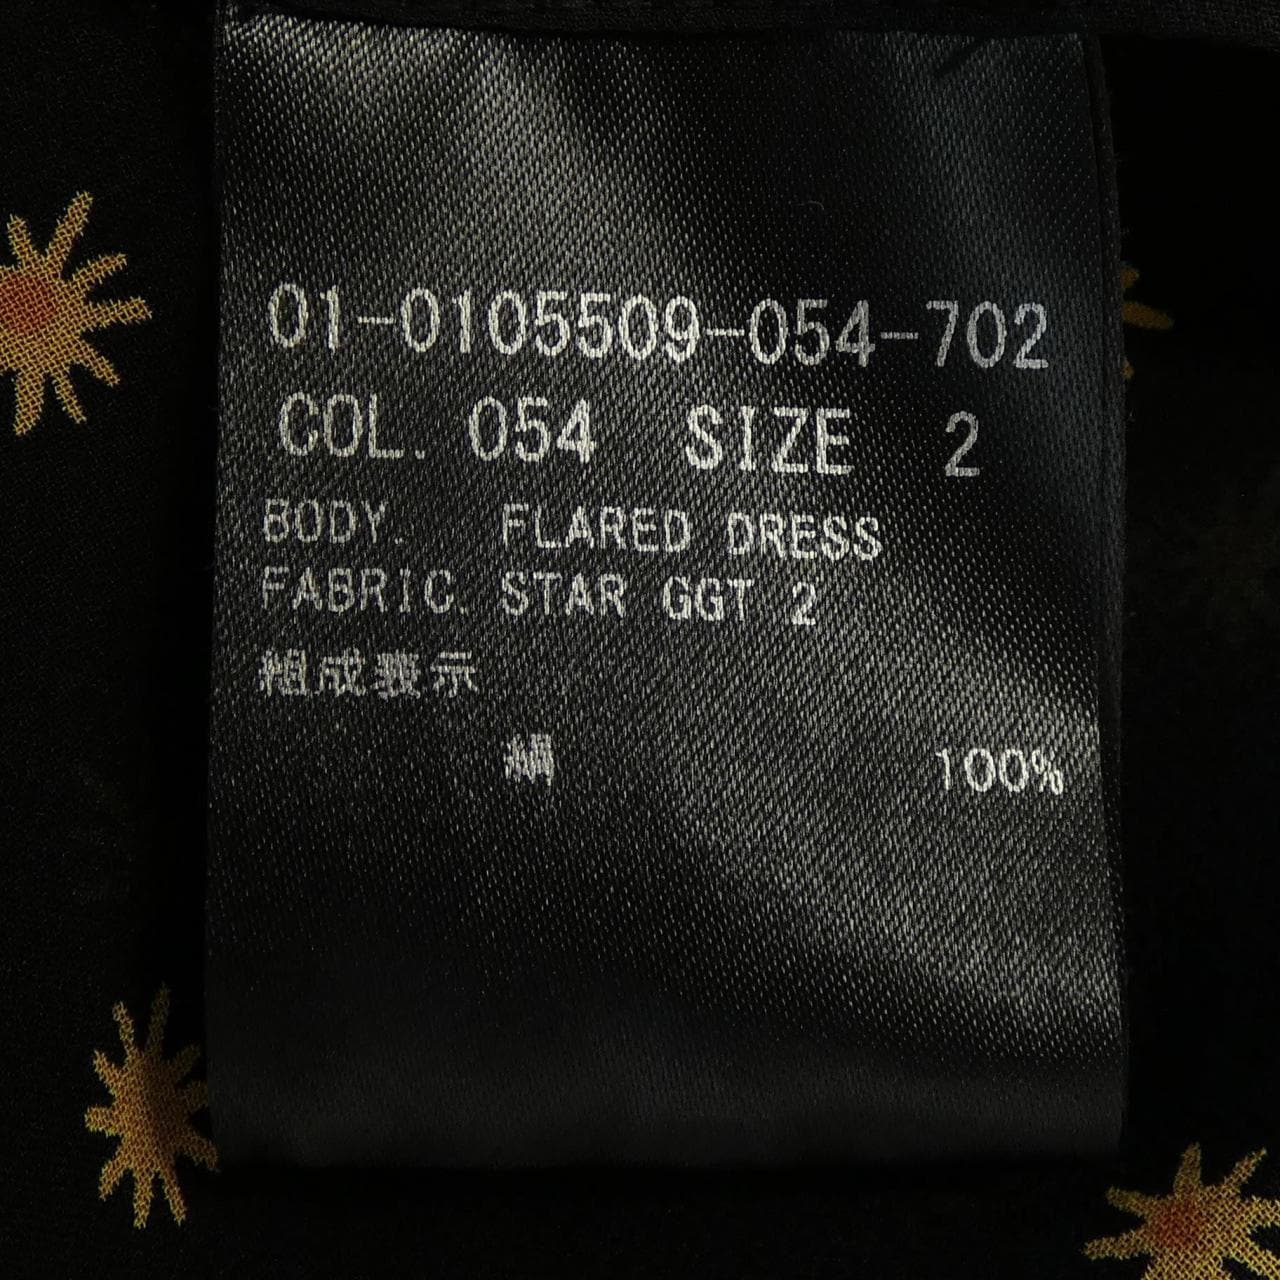 01-0105509-054-702
COL. 054 SIZE 2
BODY. FLARED DRESS
FABRIC. STAR GGT 2
組成表示
絹 100%